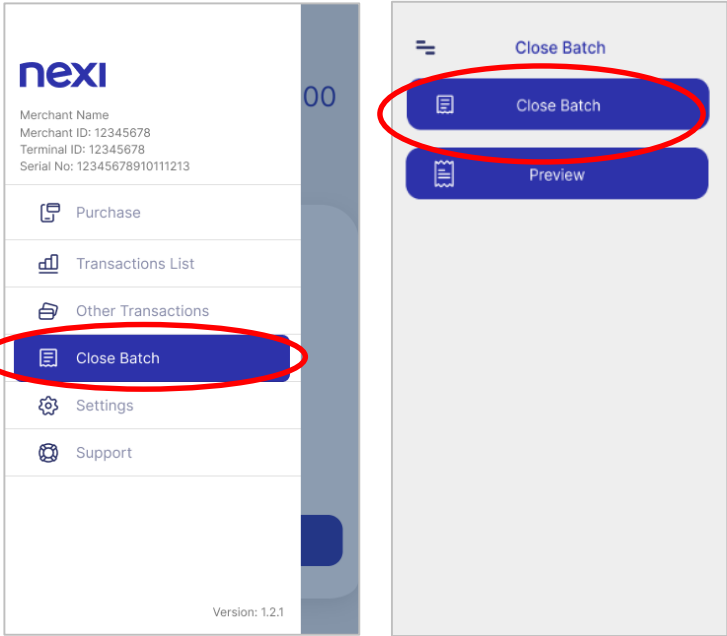 nexi
Merchant Name
Merchant ID: 12345678
Terminal ID: 12345678
Serial No: 12345678910111213
Purchase
Transactions List
Other Transactions
Close Batch
Settings
Support
Version: 1.2.1
00
Close Batch
Close Batch
Preview